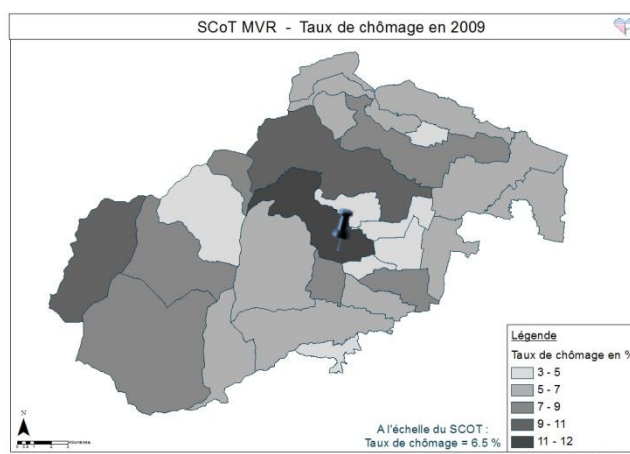 SCoT MVR - Taux de chômage en 2009
Légende
Taux de chômage en %
3 - 5
5 - 7
7 - 9
9 - 11
11 - 12
A l'échelle du SCOT :
Taux de chômage = 6.5 %
N